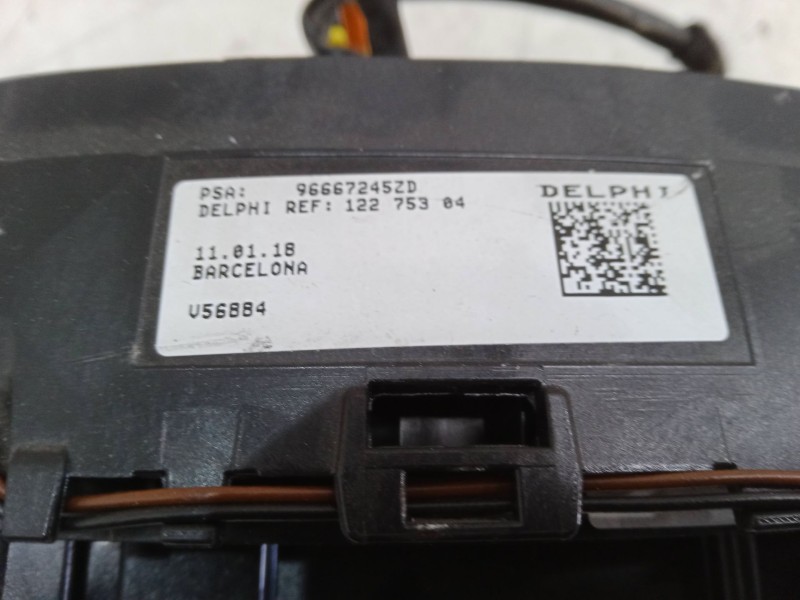 PSA: 96667245ZD
DELPHI REF: 122 753 04
DELPHI
11.01.18
BARCELONA
V56884